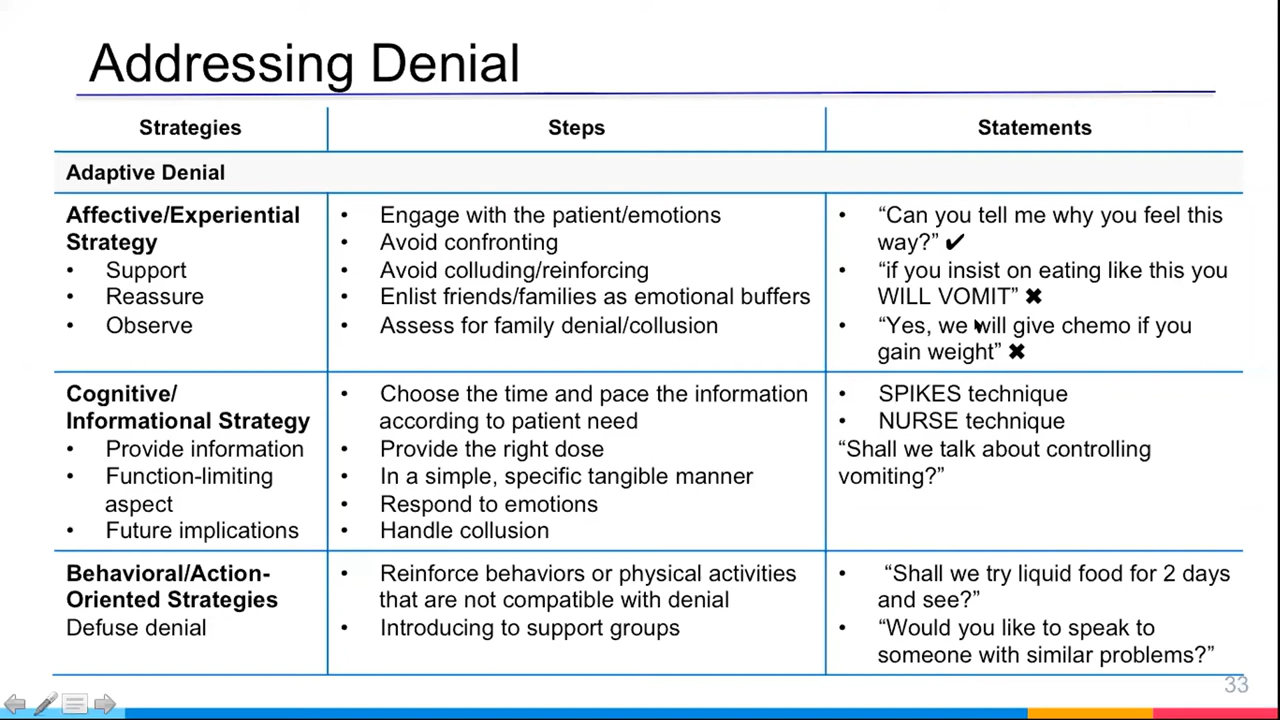 Addressing Denial
Strategies
Steps
Statements
Adaptive Denial
Affective/Experiential
Strategy
• Support
• Reassure
• Observe
• Engage with the patient/emotions
• Avoid confronting
• Avoid colluding/reinforcing
• Enlist friends/families as emotional buffers
• Assess for family denial/collusion
• “Can you tell me why you feel this
way?” ✔
• “if you insist on eating like this you
WILL VOMIT” ✖
• “Yes, we will give chemo if you
gain weight” ✖
Cognitive/
Informational Strategy
• Provide information
• Function-limiting
aspect
• Future implications
• Choose the time and pace the information
according to patient need
• Provide the right dose
• In a simple, specific tangible manner
• Respond to emotions
• Handle collusion
• SPIKES technique
• NURSE technique
“Shall we talk about controlling
vomiting?”
Behavioral/Action-
Oriented Strategies
Defuse denial
• Reinforce behaviors or physical activities
that are not compatible with denial
• Introducing to support groups
• “Shall we try liquid food for 2 days
and see?”
• “Would you like to speak to
someone with similar problems?”
33